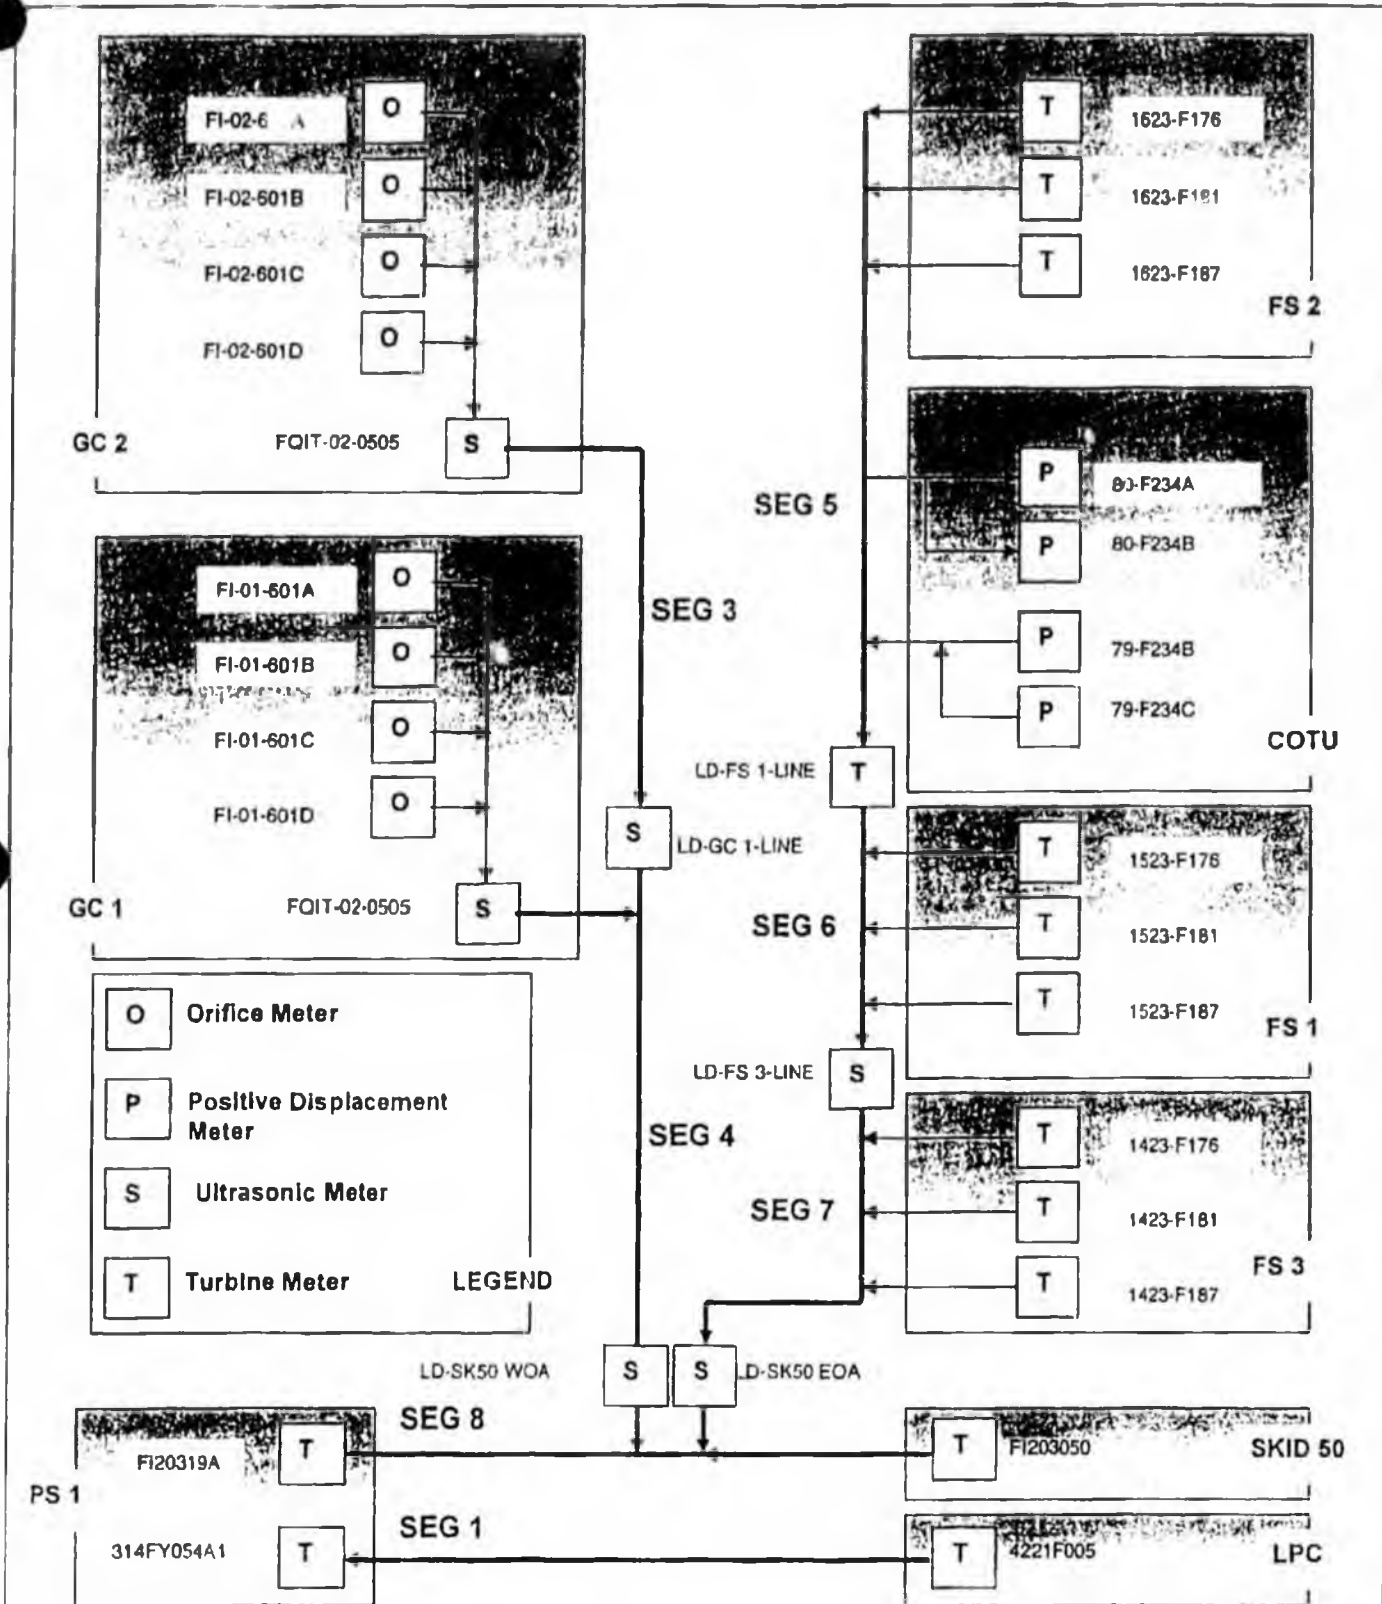 O
FI-02-6 A
O
FI-02-601B
O
FI-02-601C
O
FI-02-601D
GC 2
FQIT-02-0505
S
O
FI-01-601A
O
FI-01-601B
O
FI-01-601C
O
FI-01-601D
GC 1
FQIT-02-0505
S
SEG 3
S
LD-GC 1-LINE
SEG 4
O
Orifice Meter
P
Positive Displacement
Meter
S
Ultrasonic Meter
T
Turbine Meter
LEGEND
T
1623-F176
T
1623-F181
T
1623-F187
FS 2
SEG 5
P
80-F234A
P
80-F234B
P
79-F234B
P
79-F234C
COTU
LD-FS 1-LINE
T
T
1523-F176
SEG 6
T
1523-F181
T
1523-F187
FS 1
LD-FS 3-LINE
S
T
1423-F176
SEG 7
T
1423-F181
T
1423-F187
FS 3
LD-SK50 WOA
S
S
LD-SK50 EOA
SEG 8
FI20319A
T
PS 1
T
FI203050
SKID 50
SEG 1
314FY054A1
T
T
4221F005
LPC